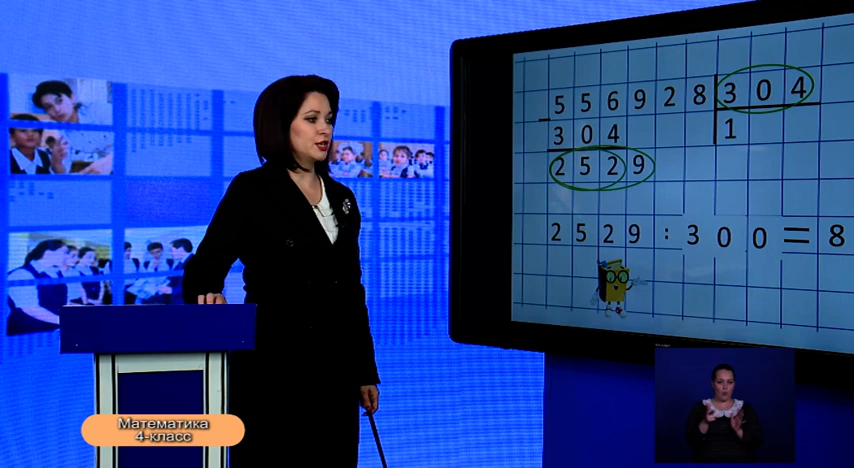 556928 304
304 1
2529
2529 : 300 = 8
Математика
4-класс